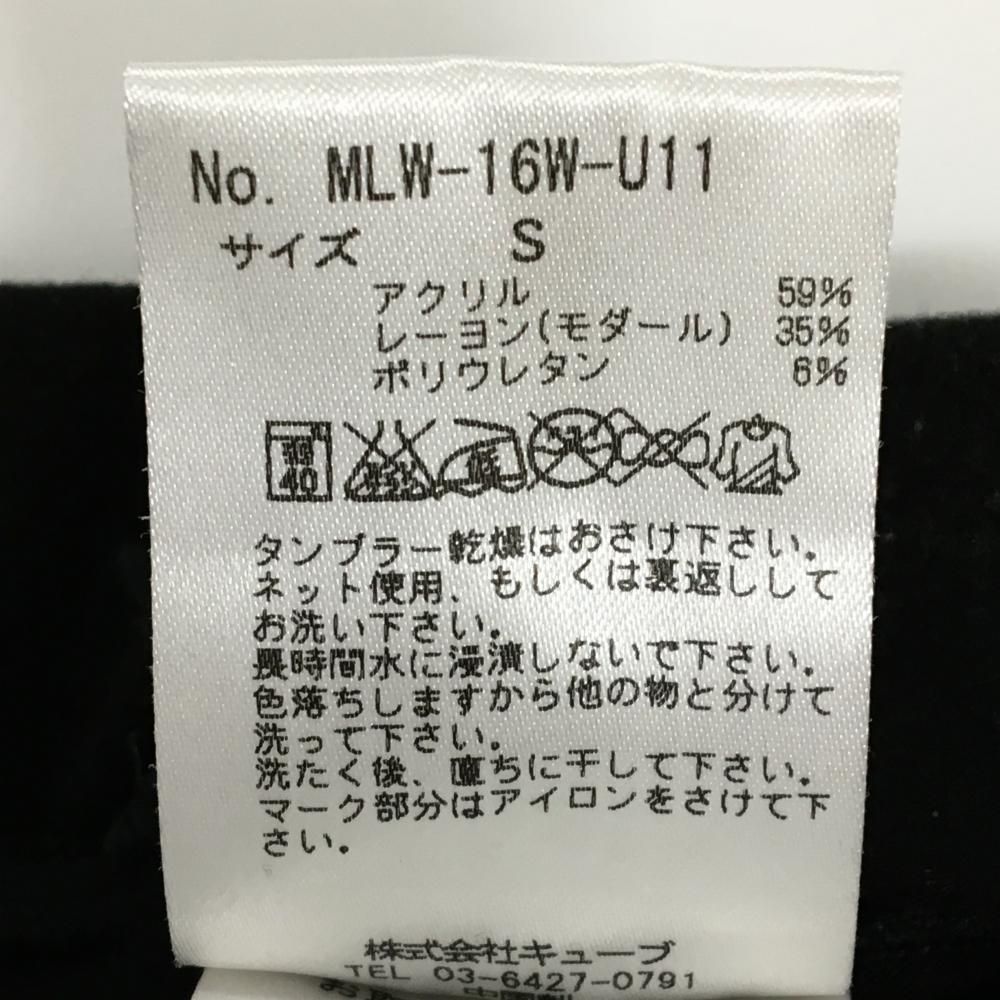 No. MLW-16W-U11
サイズ S
アクリル 59%
レーヨン(モダール) 35%
ポリウレタン 6%
40
タンブラー乾燥はおさけ下さい。
ネット使用、もしくは裏返しして
お洗い下さい。
長時間水に浸漬しないで下さい。
色落ちしますから他の物と分けて
洗って下さい。
洗たく後、直ちに干して下さい。
マーク部分はアイロンをさけて下
さい。
株式会社キューブ
TEL 03-6427-0791